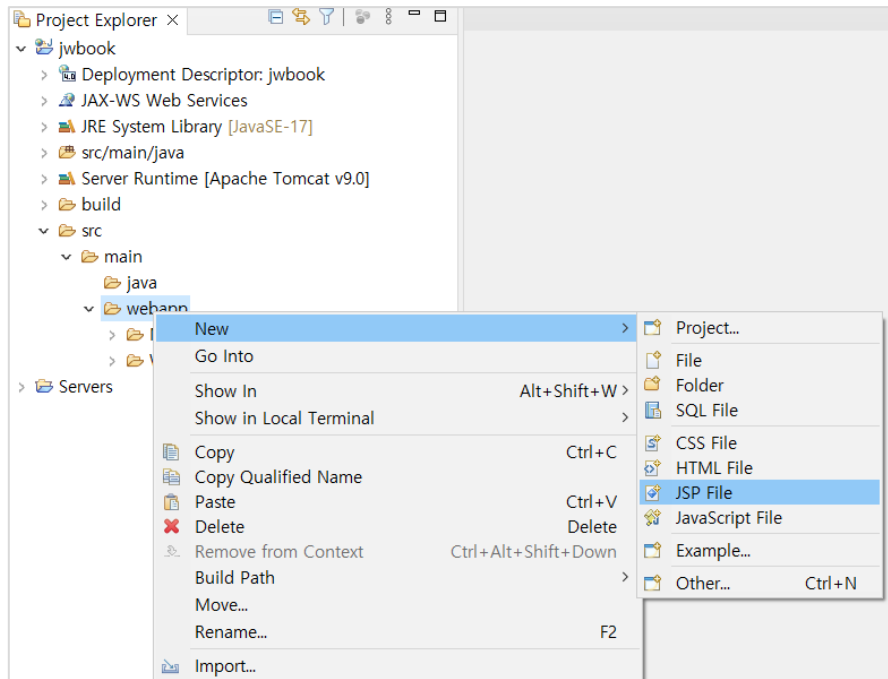 Project Explorer
jwbook
Deployment Descriptor: jwbook
JAX-WS Web Services
JRE System Library [JavaSE-17]
src/main/java
Server Runtime [Apache Tomcat v9.0]
build
src
main
java
webapp
Servers
New
Go Into
Show In Alt+Shift+W
Show in Local Terminal
Copy Ctrl+C
Copy Qualified Name
Paste Ctrl+V
Delete Delete
Remove from Context Ctrl+Alt+Shift+Down
Build Path
Move...
Rename... F2
Import...
Project...
File
Folder
SQL File
CSS File
HTML File
JSP File
JavaScript File
Example...
Other... Ctrl+N